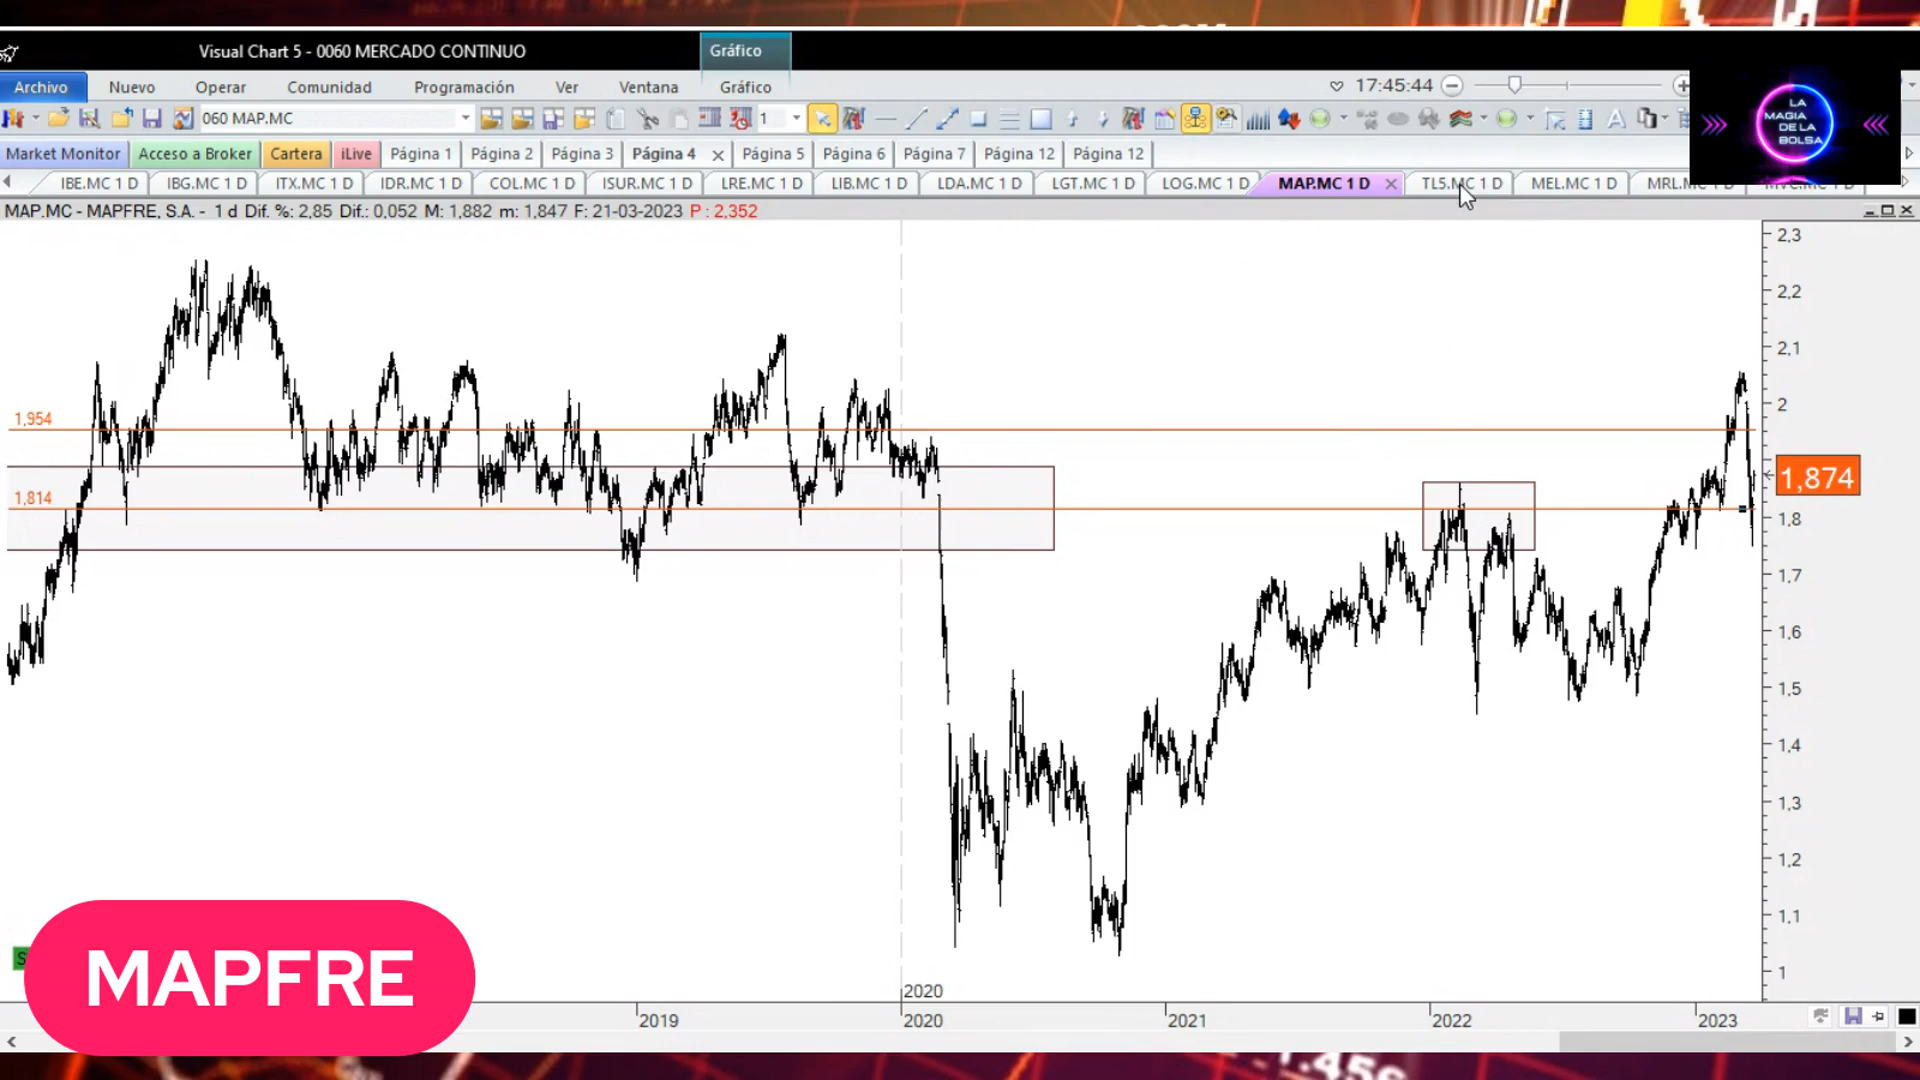 Visual Chart 5 - 0060 MERCADO CONTINUO
Gráfico
Archivo Nuevo Operar Comunidad Programación Ver Ventana Gráfico 17:45:44
LA
MAGIA
DE LA
BOLSA
060 MAP.MC 1
Market Monitor Acceso a Broker Cartera iLive Página 1 Página 2 Página 3 Página 4 Página 5 Página 6 Página 7 Página 12 Página 12
IBE.MC 1 D IBG.MC 1 D ITX.MC 1 D IDR.MC 1 D COL.MC 1 D ISUR.MC 1 D LRE.MC 1 D LIB.MC 1 D LDA.MC 1 D LGT.MC 1 D LOG.MC 1 D MAP.MC 1 D TL5.MC 1 D MEL.MC 1 D
MAP.MC - MAPFRE, S.A. - 1 d Dif. %: 2,85 Dif.: 0,052 M: 1,882 m: 1,847 F: 21-03-2023 P : 2,352
2,3
2,2
2,1
2
1,954
1,874
1,814
1,8
1,7
1,6
1,5
1,4
1,3
1,2
1,1
1
S
MAPFRE
2020
2019 2020 2021 2022 2023